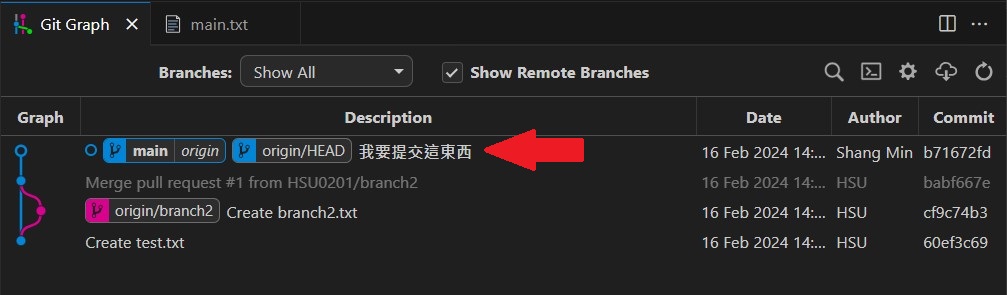 Git Graph main.txt
Branches: Show All Show Remote Branches
Graph Description Date Author Commit
main origin origin/HEAD 我要提交這東西 16 Feb 2024 14:... Shang Min b71672fd
Merge pull request #1 from HSU0201/branch2 16 Feb 2024 14:... HSU babf667e
origin/branch2 Create branch2.txt 16 Feb 2024 14:... HSU cf9c74b3
Create test.txt 16 Feb 2024 14:... HSU 60ef3c69